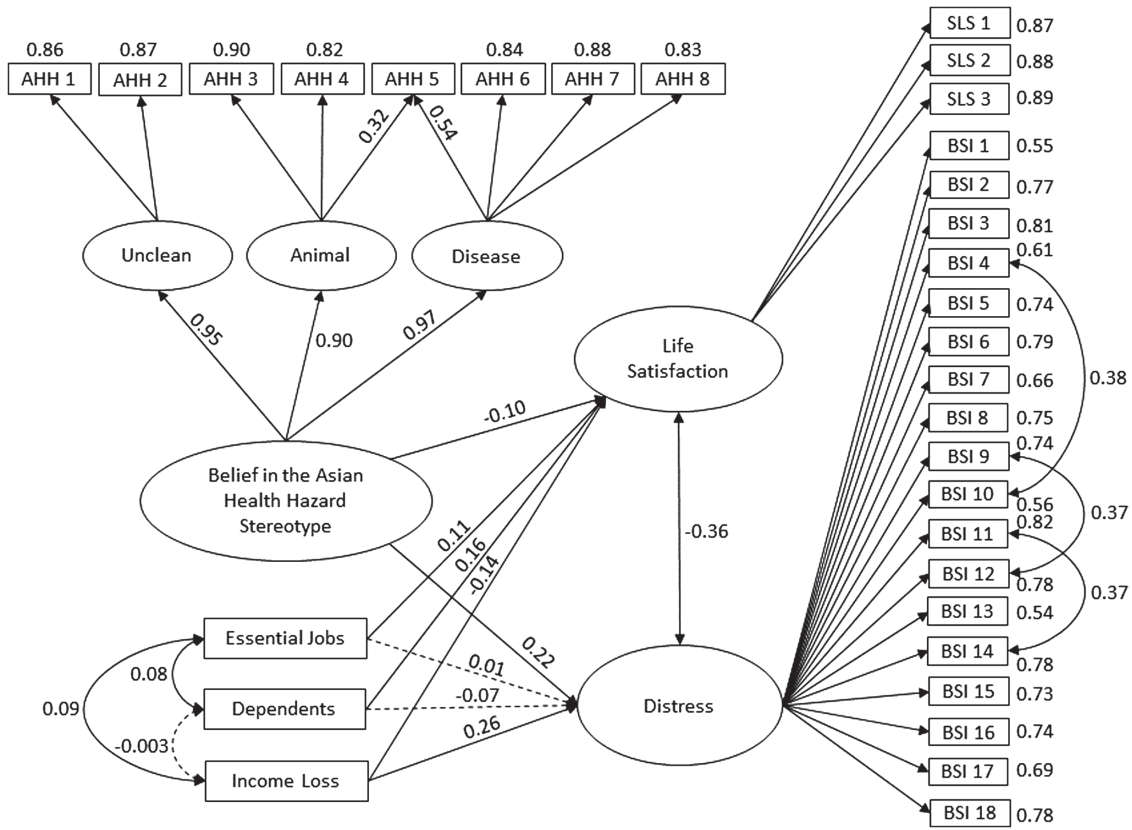 SLS 1 0.87
0.86 0.87 0.90 0.82 0.84 0.88 0.83
AHH 1 AHH 2 AHH 3 AHH 4 AHH 5 AHH 6 AHH 7 AHH 8
SLS 2 0.88
SLS 3 0.89
0.32 0.54
BSI 1 0.55
BSI 2 0.77
BSI 3 0.81
Unclean Animal Disease
0.61
BSI 4
BSI 5 0.74
0.95 0.90 0.97
BSI 6 0.79
Life
Satisfaction
BSI 7 0.66
0.38
-0.10
BSI 8 0.75
0.74
BSI 9
Belief in the Asian
Health Hazard
Stereotype
BSI 10
0.56
0.37
0.82
BSI 11
0.11
0.16
-0.14
-0.36
BSI 12
0.78
0.37
BSI 13 0.54
Essential Jobs
0.22
0.01
BSI 14
0.78
0.08
-0.07
BSI 15 0.73
0.09
Dependents
Distress
0.26
BSI 16 0.74
-0.003
Income Loss
BSI 17 0.69
BSI 18 0.78